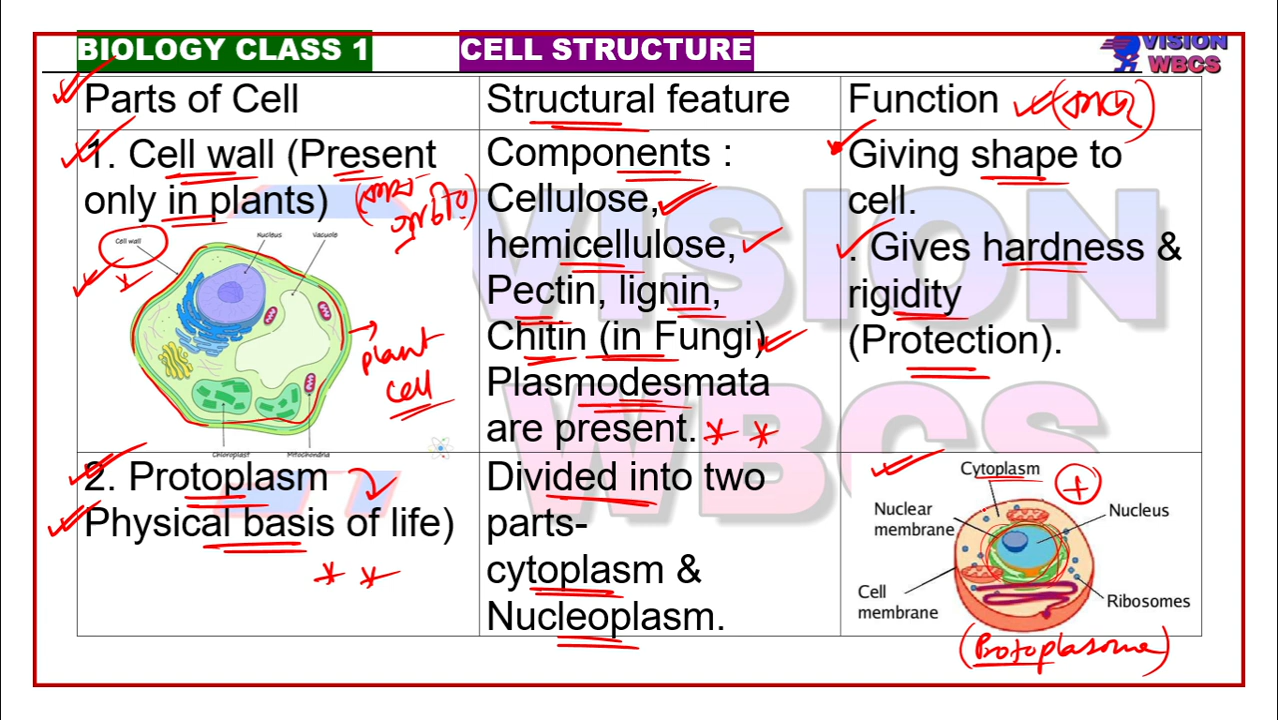 BIOLOGY CLASS 1
CELL STRUCTURE
VISION
WBCS
Parts of Cell
Structural feature
Function
1. Cell wall (Present
only in plants)
Cell wall
Nucleus
Vacuole
Chloroplast
Mitochondria
plant
cell
Components :
Cellulose,
hemicellulose,
Pectin, lignin,
Chitin (in Fungi)
Plasmodesmata
are present.
Giving shape to
cell.
. Gives hardness &
rigidity
(Protection).
2. Protoplasm
Physical basis of life)
Divided into two
parts-
cytoplasm &
Nucleoplasm.
Cytoplasm
Nuclear
membrane
Nucleus
Cell
membrane
Ribosomes
(Protoplasome)
VISION
WBCS